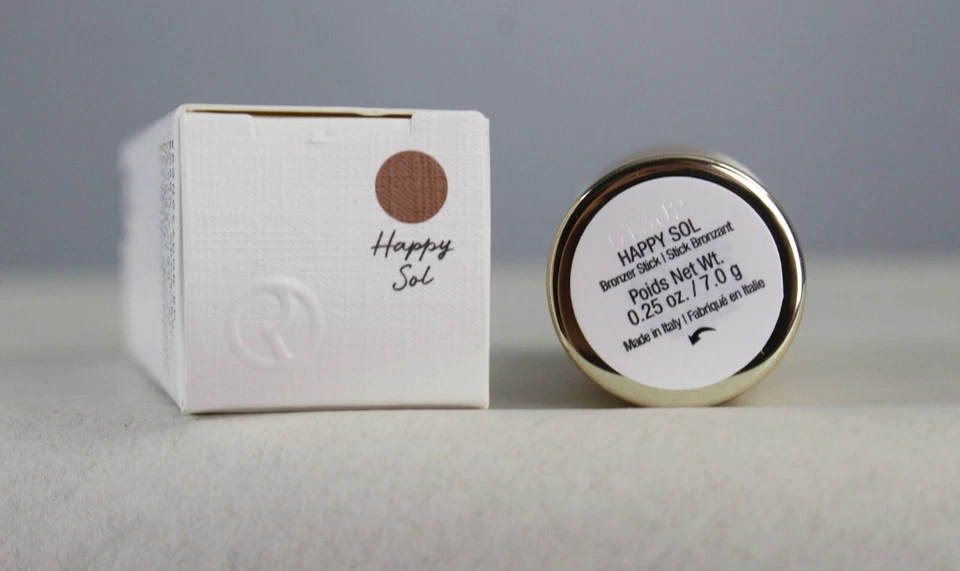 Happy
Sol
HAPPY SOL
Bronzer Stick | Stick Bronzant
Poids Net Wt.
0.25 oz. / 7.0 g
Made in Italy | Fabriqué en Italie